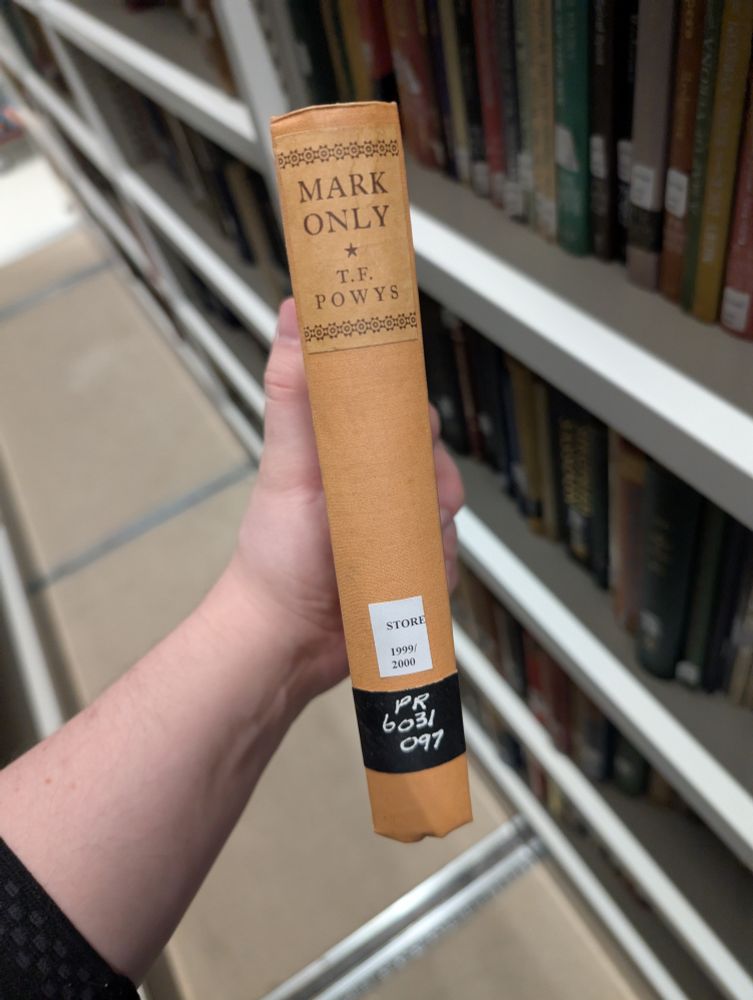 MARK
ONLY
★
T.F.
POWYS
STORE
1999/
2000
PR
6031
O97